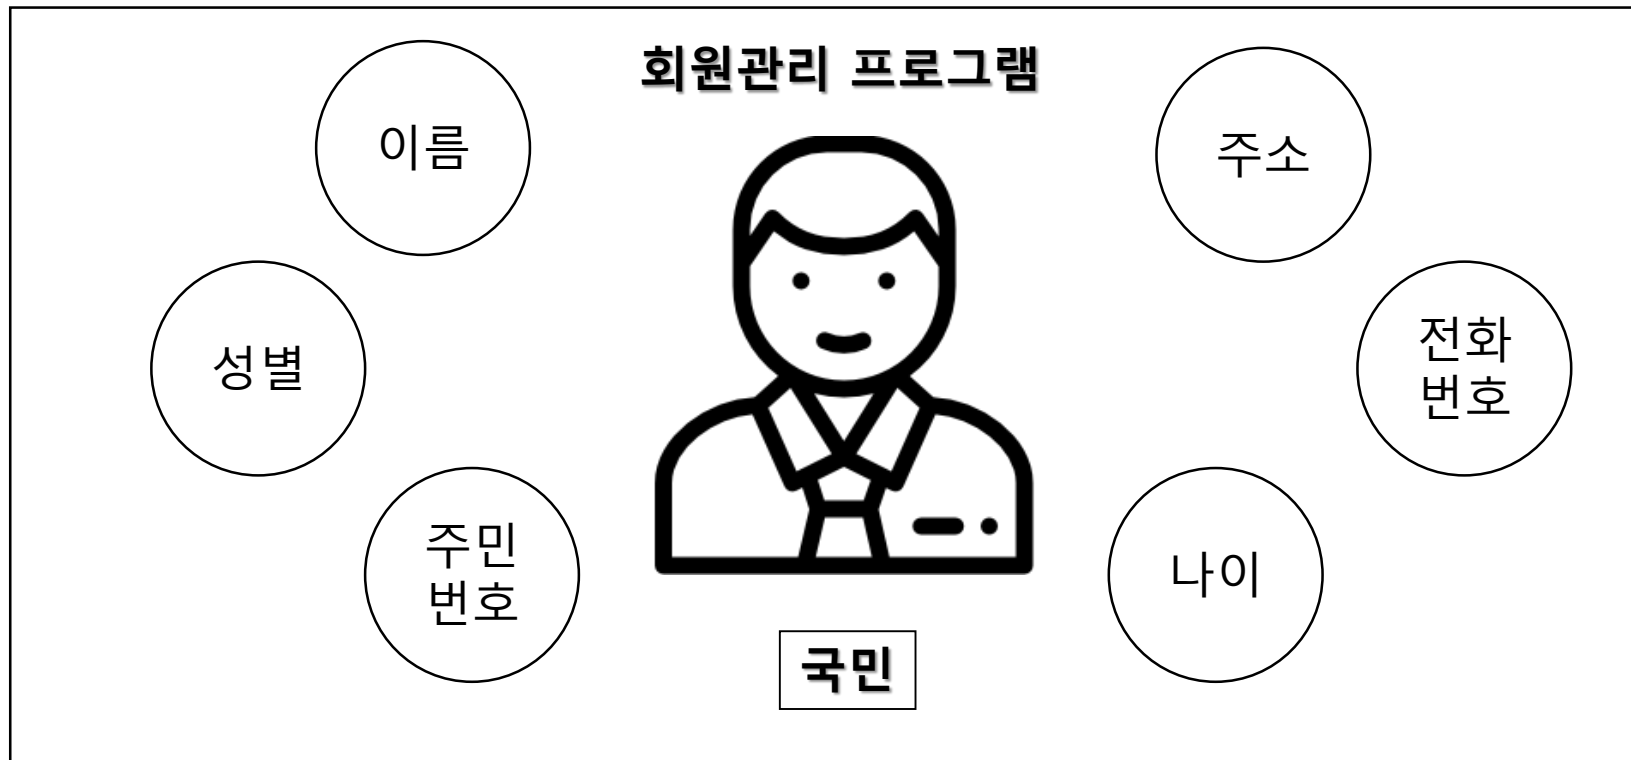 회원관리 프로그램
이름
주소
성별
전화
번호
주민
번호
나이
국민